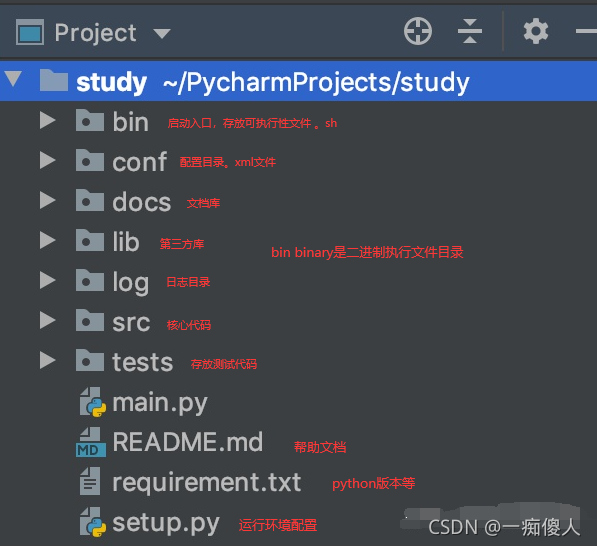 Project
study ~/PycharmProjects/study
bin 启动入口，存放可执行性文件 。sh
conf 配置目录。xml文件
docs 文档库
lib 第三方库
bin binary是二进制执行文件目录
log 日志目录
src 核心代码
tests 存放测试代码
main.py
MD README.md 帮助文档
requirement.txt python版本等
setup.py 运行环境配置
CSDN @一痴傻人